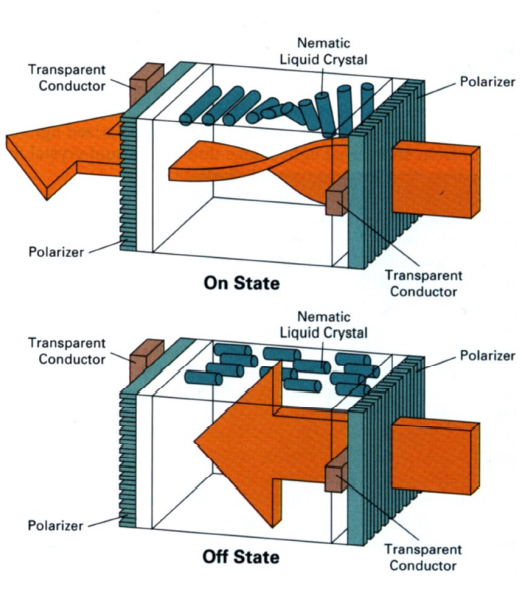 Nematic
Liquid Crystal
Transparent
Conductor
Polarizer
Polarizer
Transparent
Conductor
On State
Nematic
Liquid Crystal
Transparent
Conductor
Polarizer
Polarizer
Transparent
Conductor
Off State